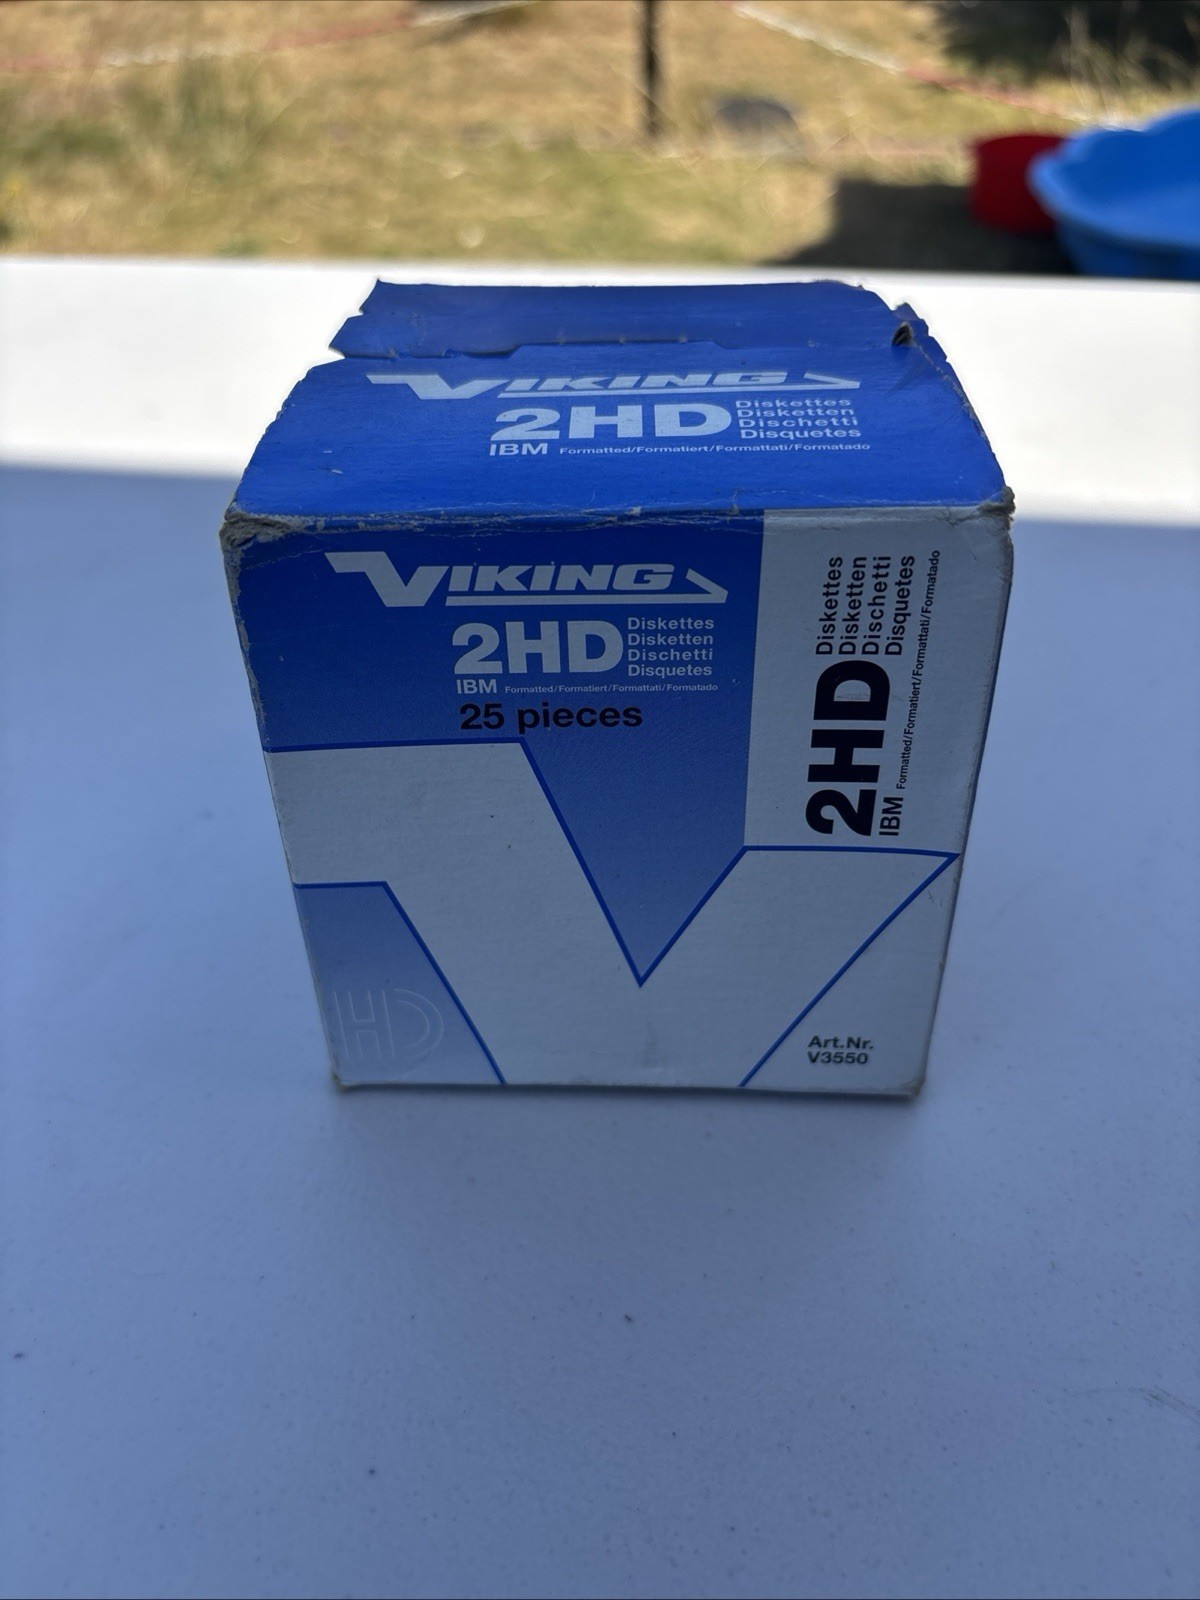 VIKING
2HD
Diskettes
Disketten
Dischetti
Disquetes
IBM Formatted/Formatiert/Formattati/Formatado
VIKING
2HD
Diskettes
Disketten
Dischetti
Disquetes
IBM Formatted/Formatiert/Formattati/Formatado
25 pieces
2HD
Diskettes
Disketten
Dischetti
Disquetes
IBM Formatted/Formatiert/Formattati/Formatado
HD
Art.Nr.
V3550